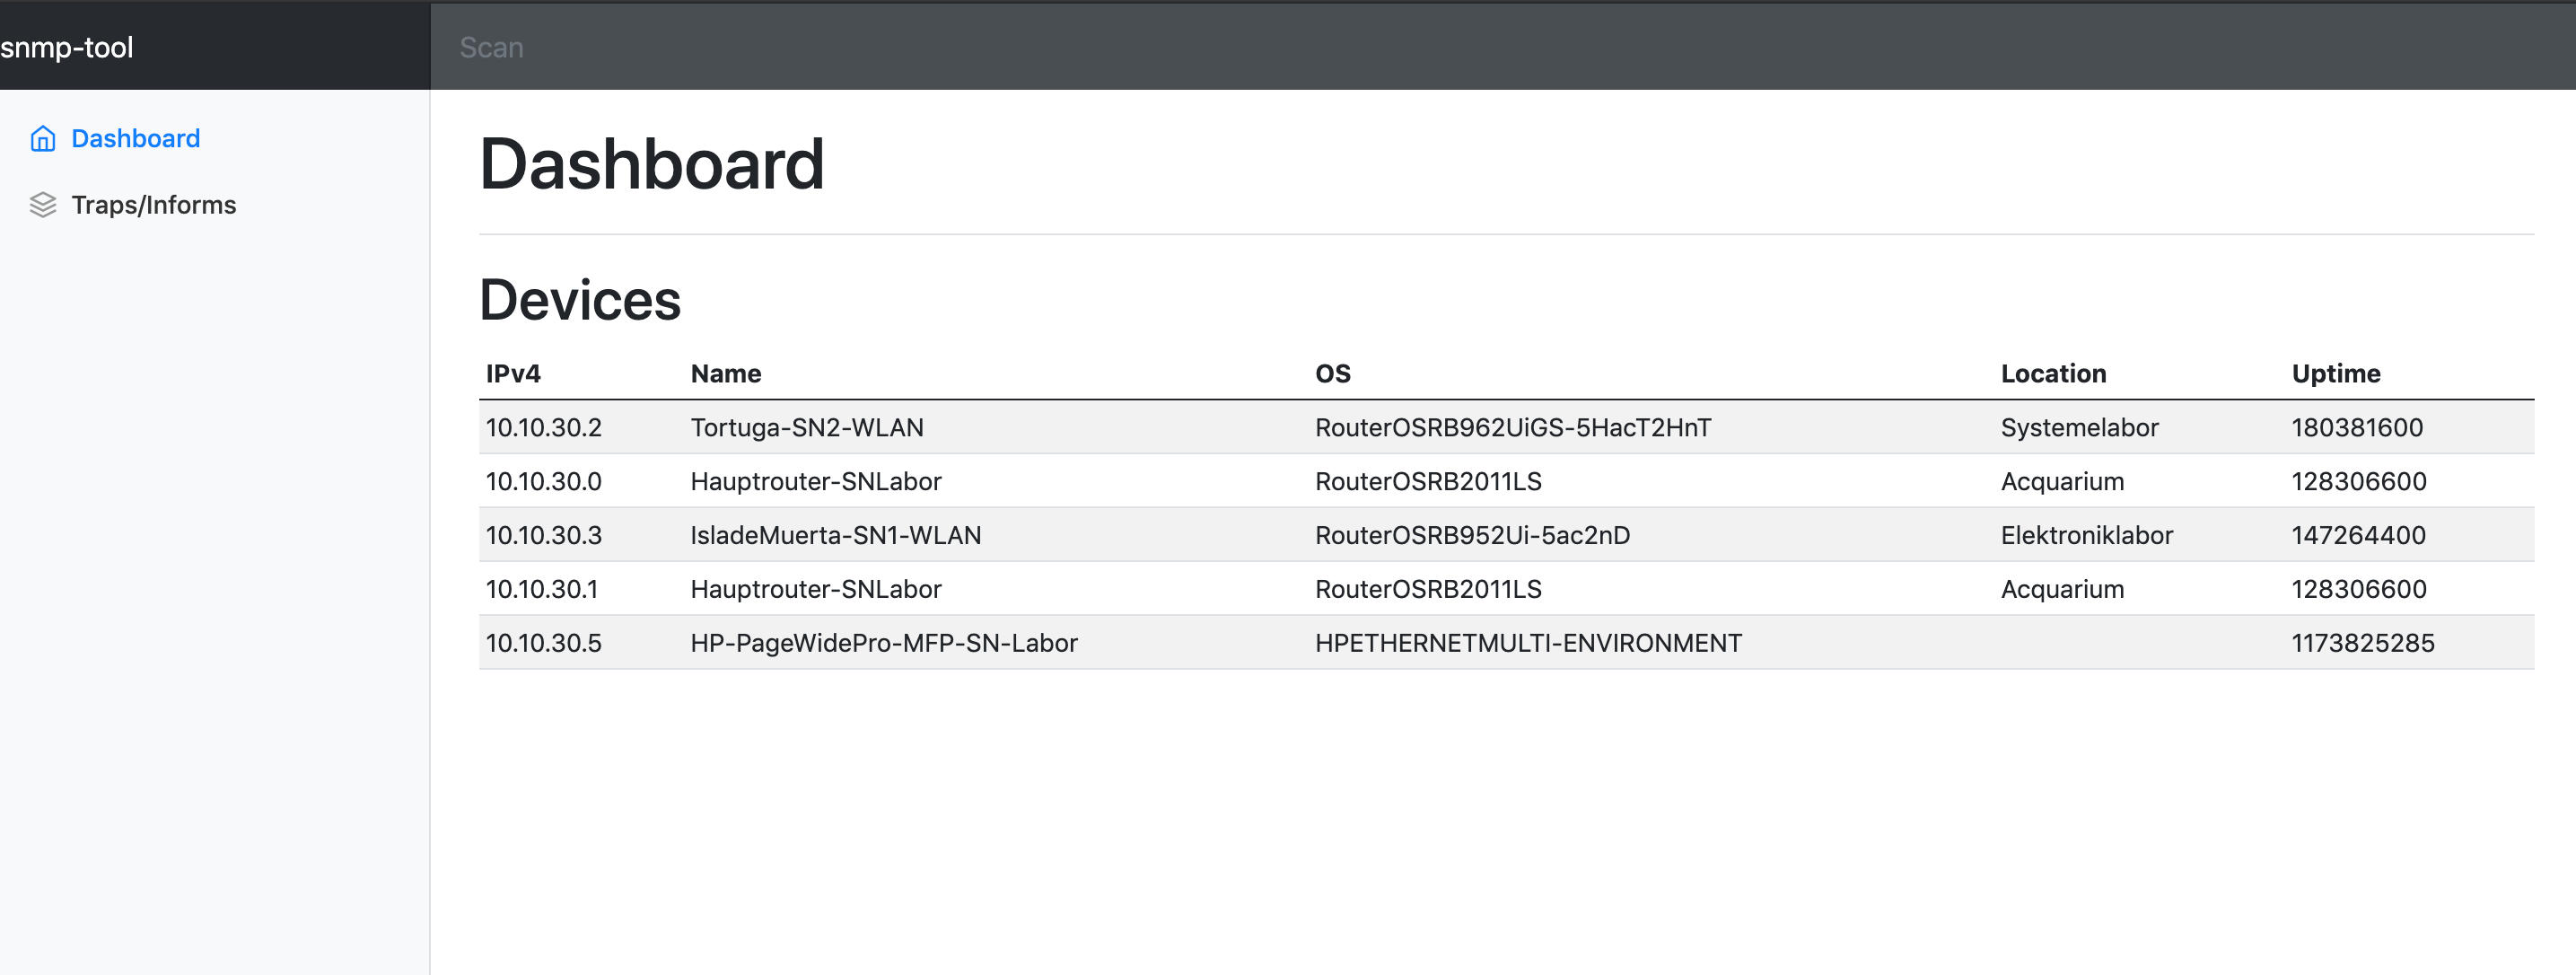 snmp-tool
Scan
Dashboard
Traps/Informs
Dashboard
Devices
IPv4 Name OS Location Uptime
10.10.30.2 Tortuga-SN2-WLAN RouterOSRB962UiGS-5HacT2HnT Systemelabor 180381600
10.10.30.0 Hauptrouter-SNLabor RouterOSRB2011LS Acquarium 128306600
10.10.30.3 IsladeMuerta-SN1-WLAN RouterOSRB952Ui-5ac2nD Elektroniklabor 147264400
10.10.30.1 Hauptrouter-SNLabor RouterOSRB2011LS Acquarium 128306600
10.10.30.5 HP-PageWidePro-MFP-SN-Labor HPETHERNETMULTI-ENVIRONMENT 1173825285